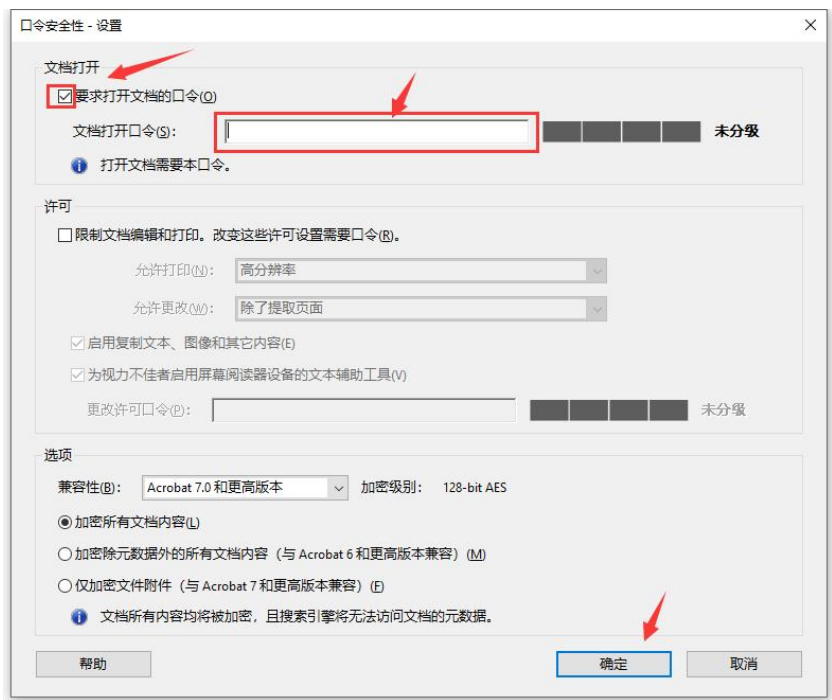 口令安全性 - 设置
文档打开
要求打开文档的口令(O)
文档打开口令(S):
未分级
打开文档需要本口令。
许可
限制文档编辑和打印。改变这些许可设置需要口令(R)。
允许打印(N): 高分辨率
允许更改(W): 除了提取页面
启用复制文本、图像和其它内容(E)
为视力不佳者启用屏幕阅读器设备的文本辅助工具(V)
更改许可口令(P): 未分级
选项
兼容性(B): Acrobat 7.0 和更高版本 加密级别: 128-bit AES
加密所有文档内容(L)
加密除元数据外的所有文档内容（与 Acrobat 6 和更高版本兼容）(M)
仅加密文件附件（与 Acrobat 7 和更高版本兼容）(F)
文档所有内容均将被加密，且搜索引擎将无法访问文档的元数据。
帮助 确定 取消